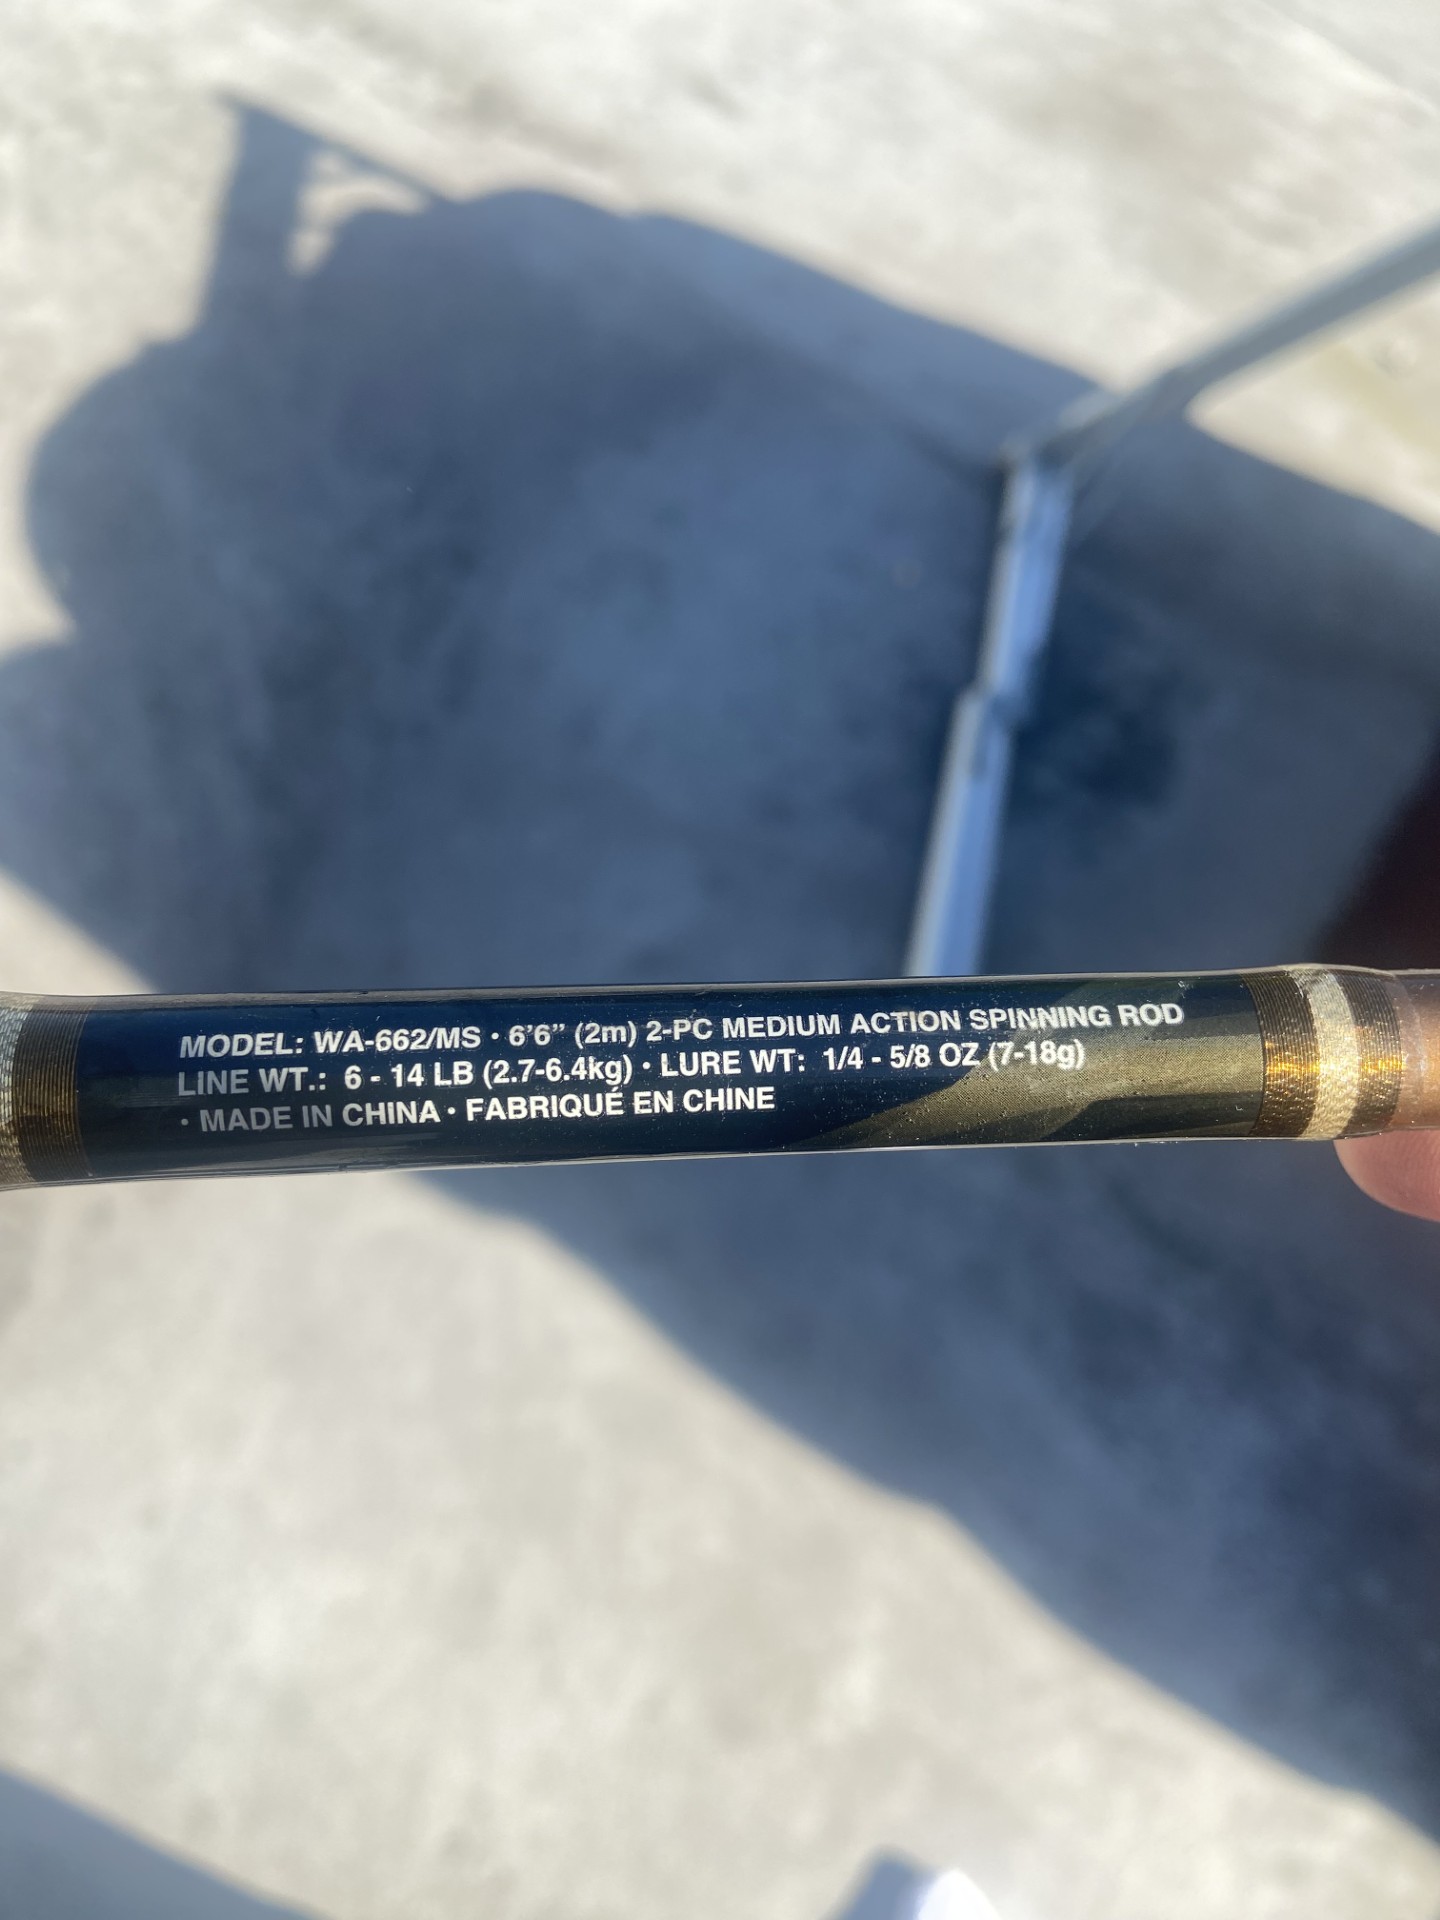 MODEL: WA-662/MS • 6'6” (2m) 2-PC MEDIUM ACTION SPINNING ROD
LINE WT.: 6 - 14 LB (2.7-6.4kg) • LURE WT: 1/4 - 5/8 OZ (7-18g)
• MADE IN CHINA • FABRIQUÉ EN CHINE